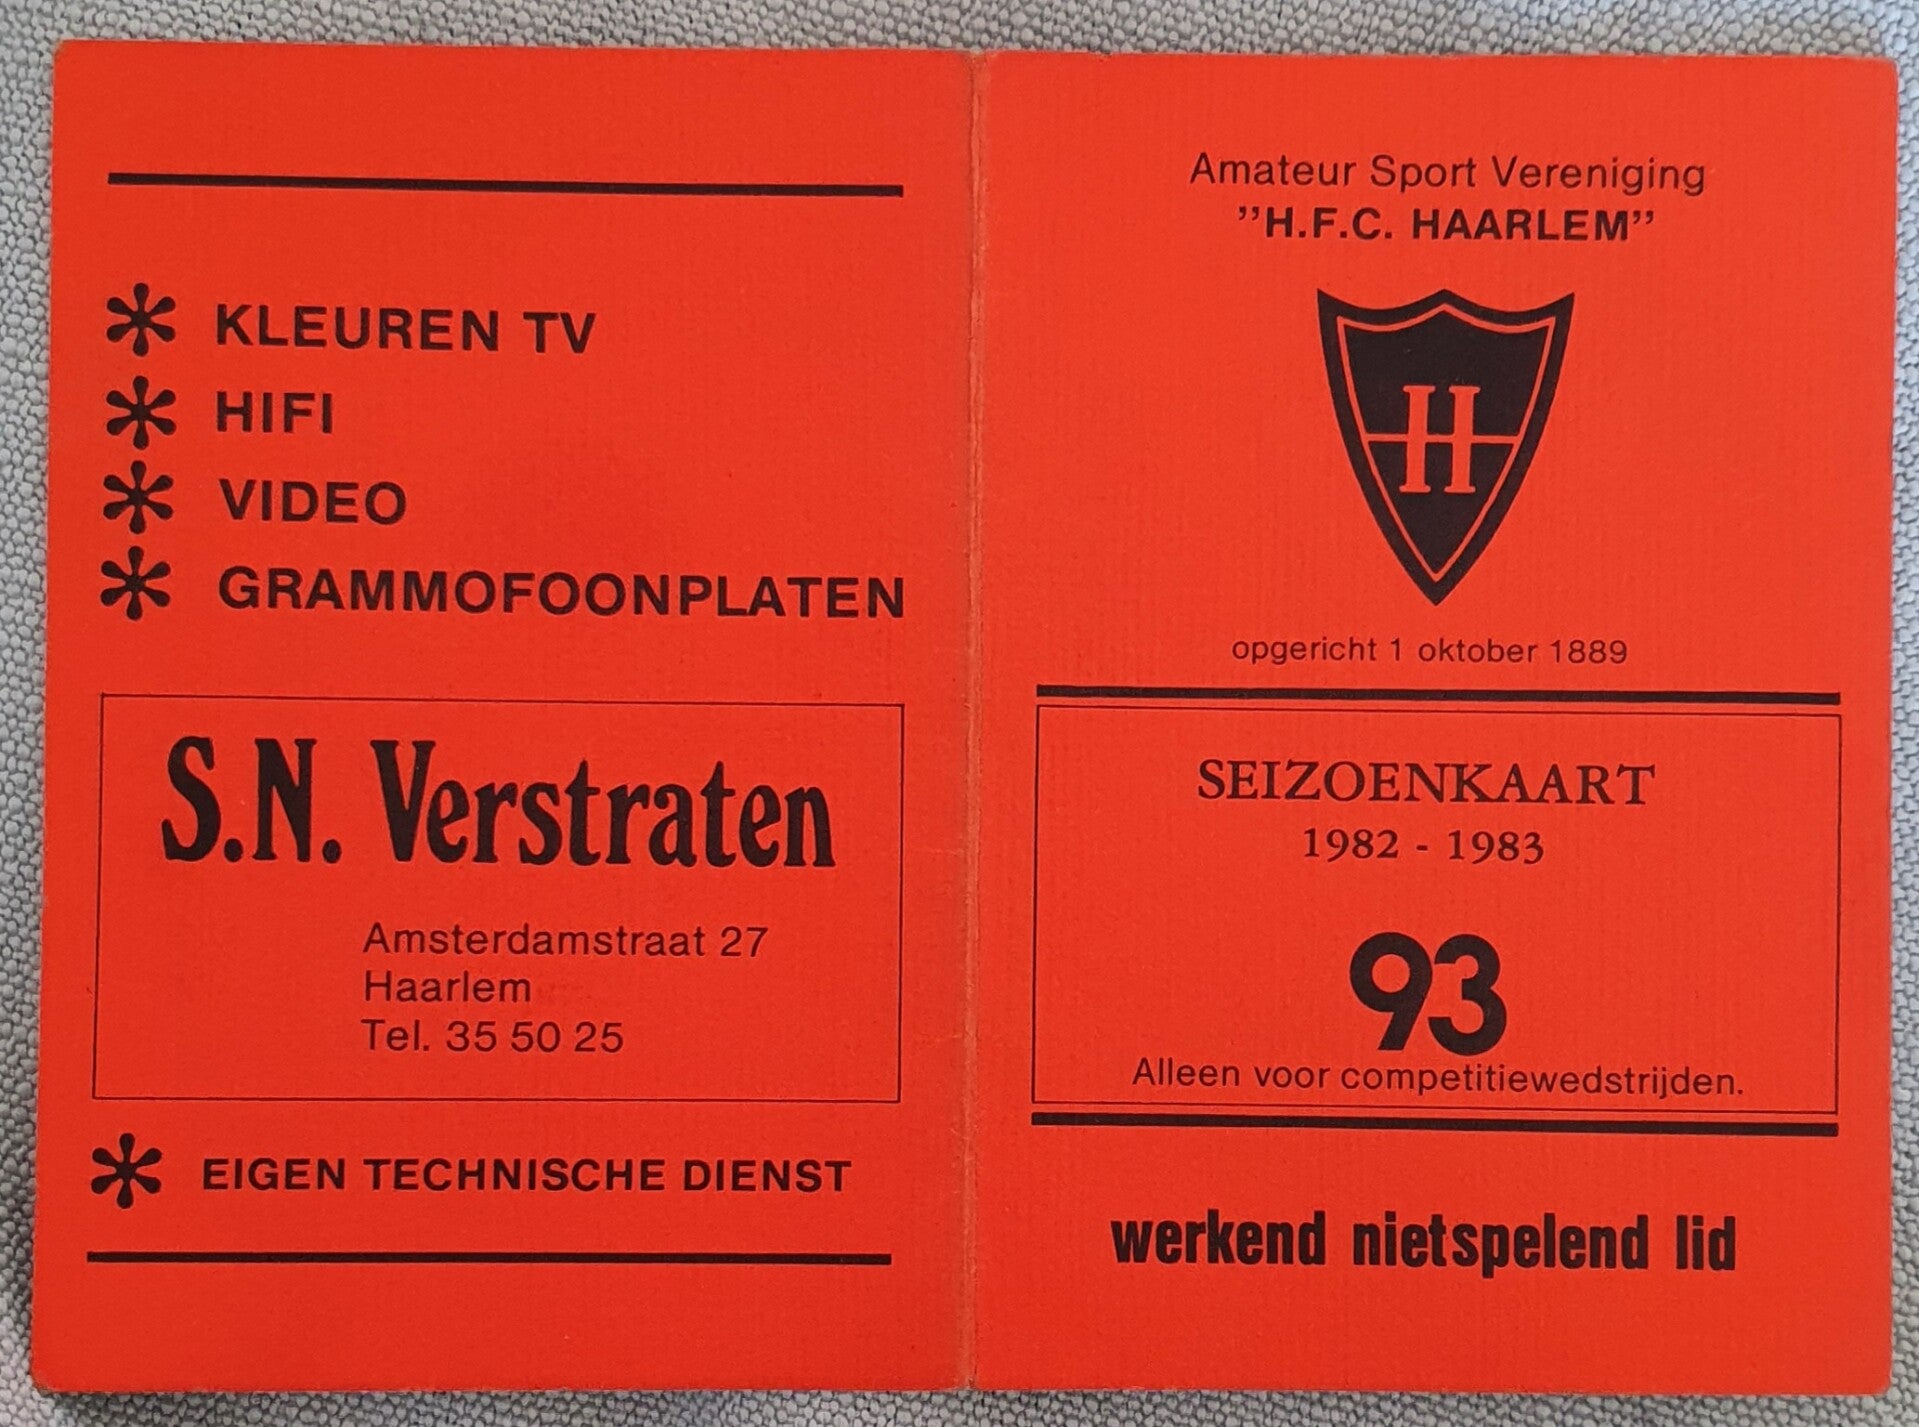 KLEUREN TV
HIFI
VIDEO
GRAMMOFOONPLATEN
S.N. Verstraten
Amsterdamstraat 27
Haarlem
Tel. 35 50 25
EIGEN TECHNISCHE DIENST
Amateur Sport Vereniging
"H.F.C. HAARLEM"
H
opgericht 1 oktober 1889
SEIZOENKAART
1982 - 1983
93
Alleen voor competitiewedstrijden.
werkend nietspelend lid